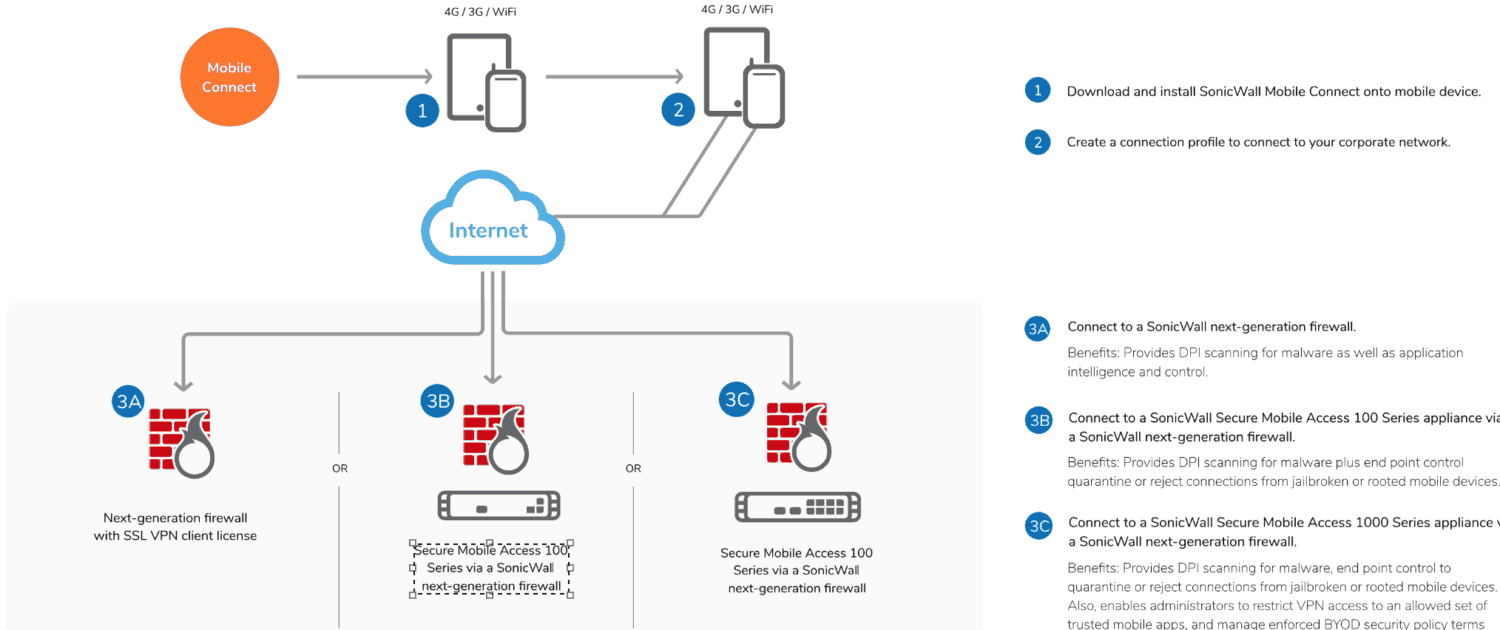 4G / 3G / WiFi
4G / 3G / WiFi
Mobile
Connect
1
2
Internet
1 Download and install SonicWall Mobile Connect onto mobile device.
2 Create a connection profile to connect to your corporate network.
3A
3B
3C
OR
OR
Next-generation firewall
with SSL VPN client license
Secure Mobile Access 100
Series via a SonicWall
next-generation firewall
Secure Mobile Access 100
Series via a SonicWall
next-generation firewall
3A Connect to a SonicWall next-generation firewall.
Benefits: Provides DPI scanning for malware as well as application
intelligence and control.
3B Connect to a SonicWall Secure Mobile Access 100 Series appliance via
a SonicWall next-generation firewall.
Benefits: Provides DPI scanning for malware plus end point control
quarantine or reject connections from jailbroken or rooted mobile devices.
3C Connect to a SonicWall Secure Mobile Access 1000 Series appliance
a SonicWall next-generation firewall.
Benefits: Provides DPI scanning for malware, end point control to
quarantine or reject connections from jailbroken or rooted mobile devices.
Also, enables administrators to restrict VPN access to an allowed set of
trusted mobile apps, and manage enforced BYOD security policy terms